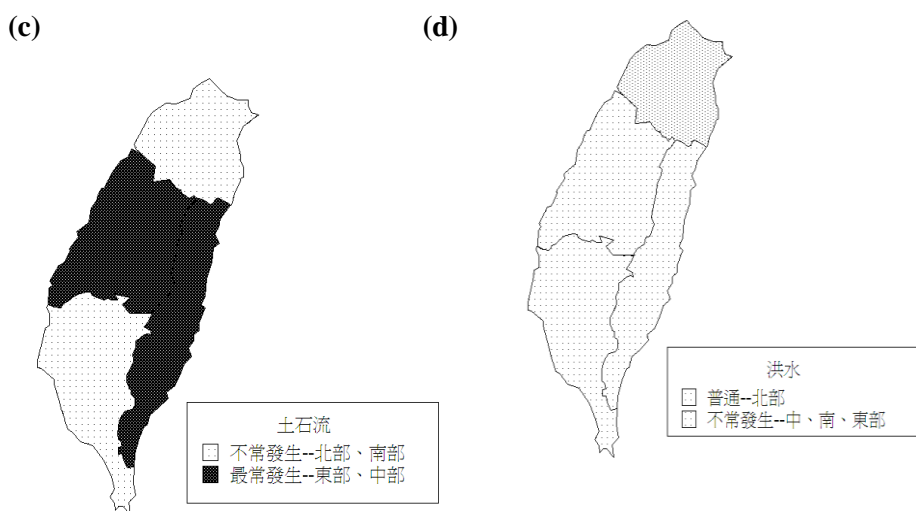 (c)
(d)
土石流
不常發生--北部、南部
最常發生--東部、中部
洪水
普通--北部
不常發生--中、南、東部